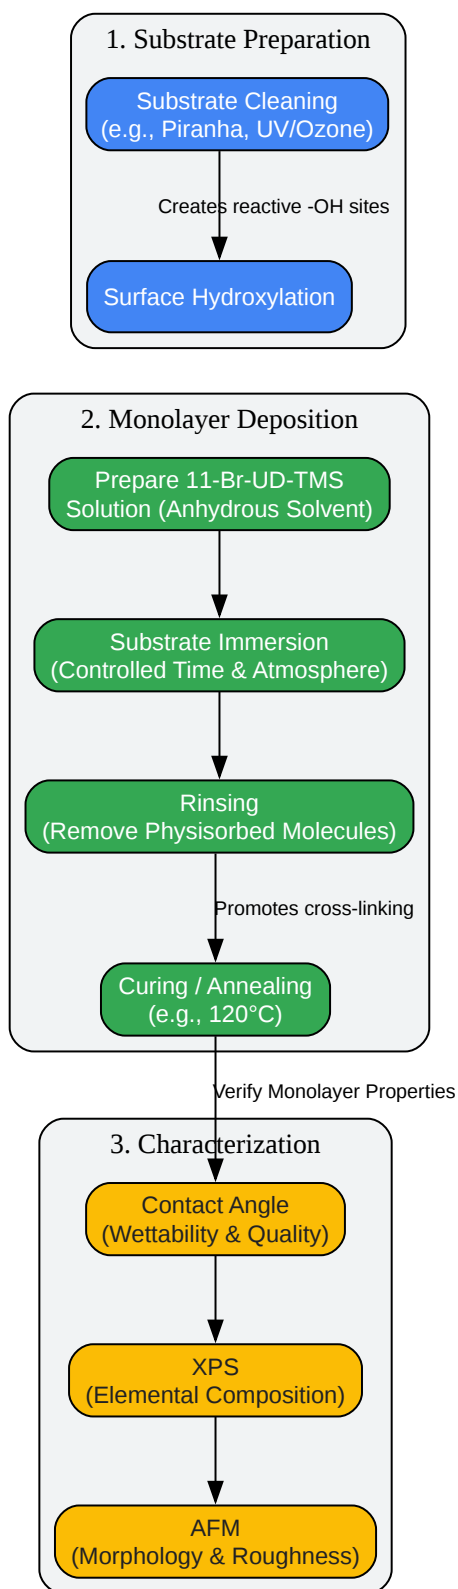 1. Substrate Preparation
Substrate Cleaning
(e.g., Piranha, UV/Ozone)
Creates reactive -OH sites
Surface Hydroxylation
2. Monolayer Deposition
Prepare 11-Br-UD-TMS
Solution (Anhydrous Solvent)
Substrate Immersion
(Controlled Time & Atmosphere)
Rinsing
(Remove Physisorbed Molecules)
Promotes cross-linking
Curing / Annealing
(e.g., 120°C)
Verify Monolayer Properties
3. Characterization
Contact Angle
(Wettability & Quality)
XPS
(Elemental Composition)
AFM
(Morphology & Roughness)